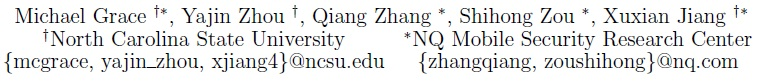 Michael Grace †*, Yajin Zhou †, Qiang Zhang *, Shihong Zou *, Xuxian Jiang †*
†North Carolina State University *NQ Mobile Security Research Center
{mcgrace, yajin_zhou, xjiang4}@ncsu.edu {zhangqiang, zoushihong}@nq.com